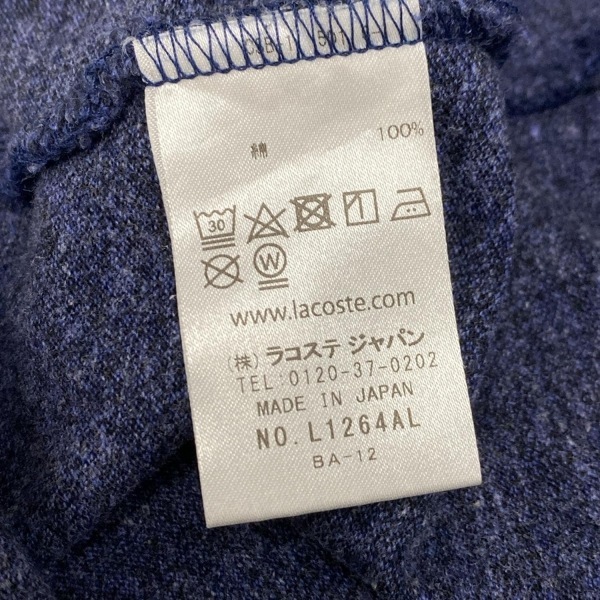 綿 100%
30
W
www.lacoste.com
(株) ラコステ ジャパン
TEL:0120-37-0202
MADE IN JAPAN
NO.L1264AL
BA-12